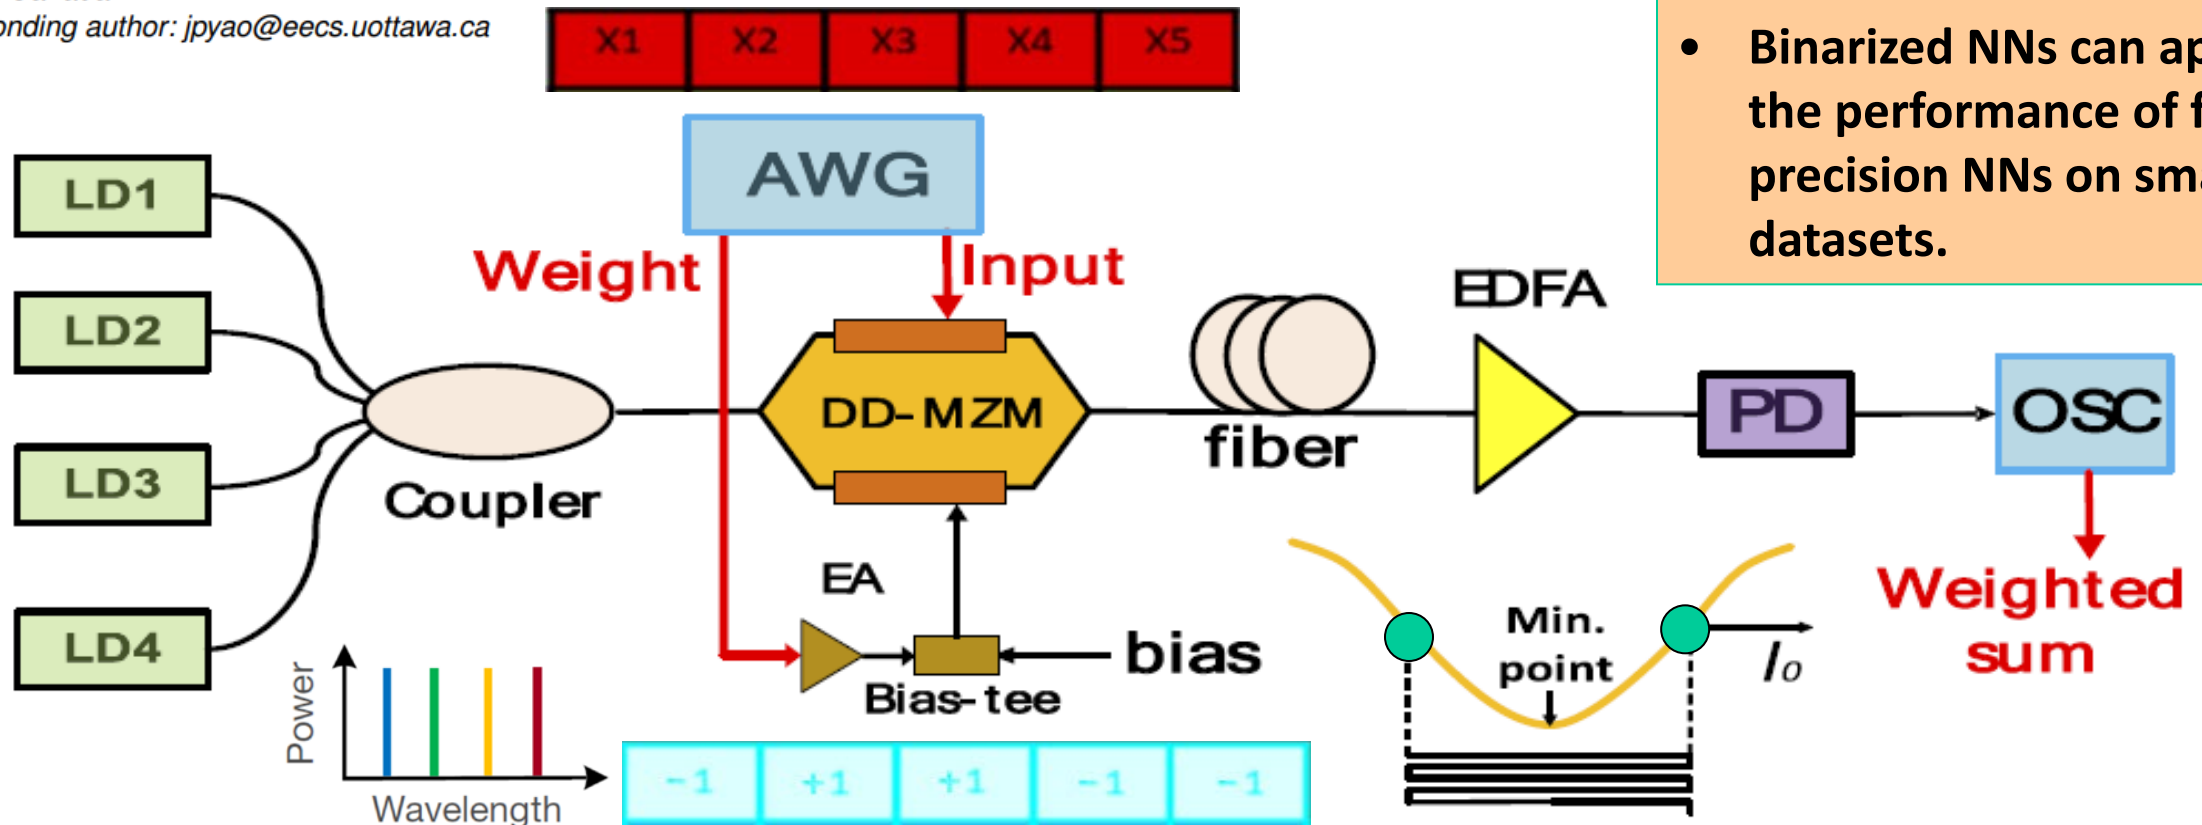 onding author: jpyao@eecs.uottawa.ca
X1 X2 X3 X4 X5
• Binarized NNs can
the performance of
precision NNs on
datasets.
AWG
LD1
LD2
LD3
LD4
Weight
Input
EDFA
DD-MZM
PD
OSC
Coupler
fiber
EA
Bias-tee
bias
Min.
point
Io
Weighted
sum
Power
Wavelength
-1 +1 +1 -1 -1